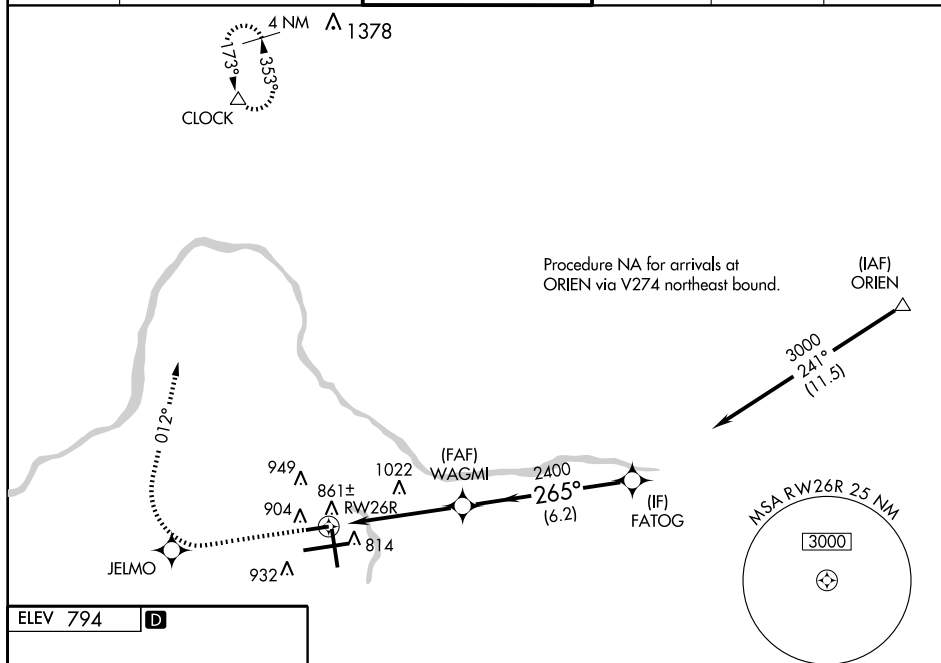 4 NM
1378
173°
353°
CLOCK
Procedure NA for arrivals at
ORIEN via V274 northeast bound.
(IAF)
ORIEN
3000
241°
(11.5)
012°
949
1022
(FAF)
WAGMI
2400
265°
(6.2)
(IF)
FATOG
861±
904
RW26R
814
JELMO
932
MSA RW26R 25 NM
3000
ELEV 794 D